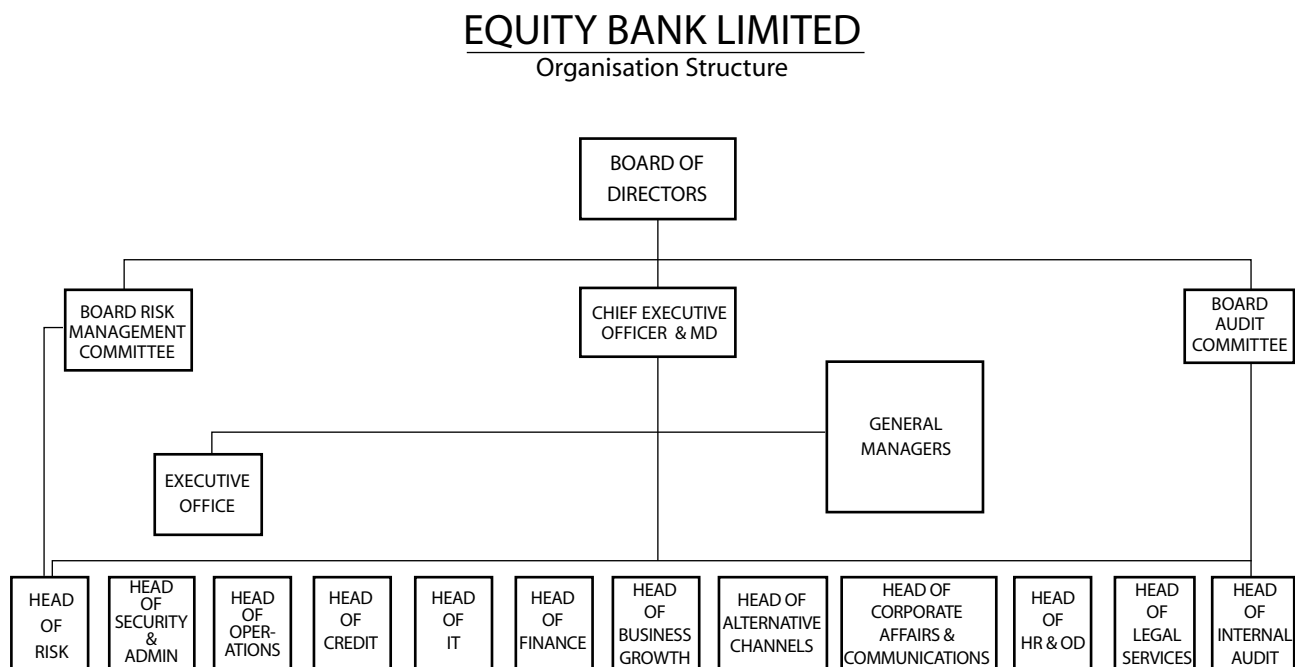 EQUITY BANK LIMITED
Organisation Structure
BOARD OF
DIRECTORS
BOARD RISK
MANAGEMENT
COMMITTEE
CHIEF EXECUTIVE
OFFICER & MD
BOARD
AUDIT
COMMITTEE
GENERAL
MANAGERS
EXECUTIVE
OFFICE
HEAD
OF
RISK
HEAD
OF
SECURITY
&
ADMIN
HEAD
OF
OPER-
ATIONS
HEAD
OF
CREDIT
HEAD
OF
IT
HEAD
OF
FINANCE
HEAD
OF
BUSINESS
GROWTH
HEAD OF
ALTERNATIVE
CHANNELS
HEAD OF
CORPORATE
AFFAIRS &
COMMUNICATIONS
HEAD
OF
HR & OD
HEAD
OF
LEGAL
SERVICES
HEAD
OF
INTERNAL
AUDIT